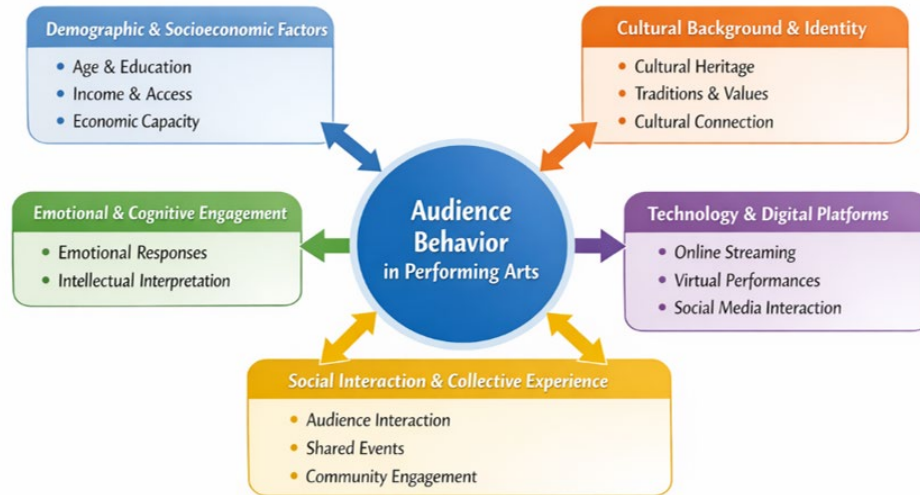 Demographic & Socioeconomic Factors
• Age & Education
• Income & Access
• Economic Capacity
Cultural Background & Identity
• Cultural Heritage
• Traditions & Values
• Cultural Connection
Audience
Behavior
in Performing Arts
Emotional & Cognitive Engagement
• Emotional Responses
• Intellectual Interpretation
Technology & Digital Platforms
• Online Streaming
• Virtual Performances
• Social Media Interaction
Social Interaction & Collective Experience
• Audience Interaction
• Shared Events
• Community Engagement